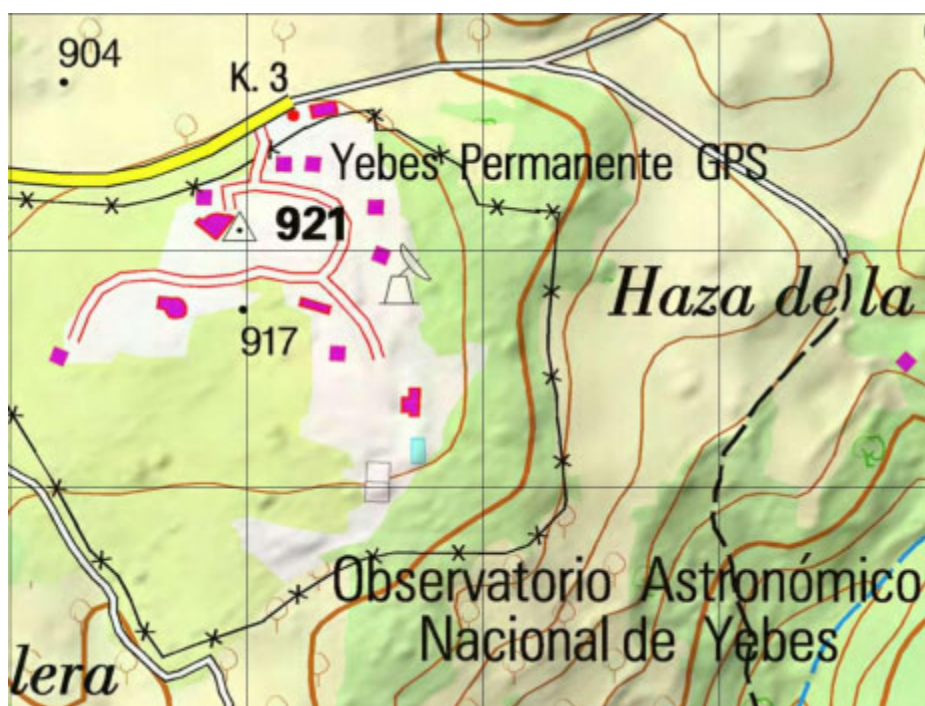 904
K. 3
Yebes Permanente GPS
921
Haza de la
917
Observatorio Astronómico
Nacional de Yebes
lera